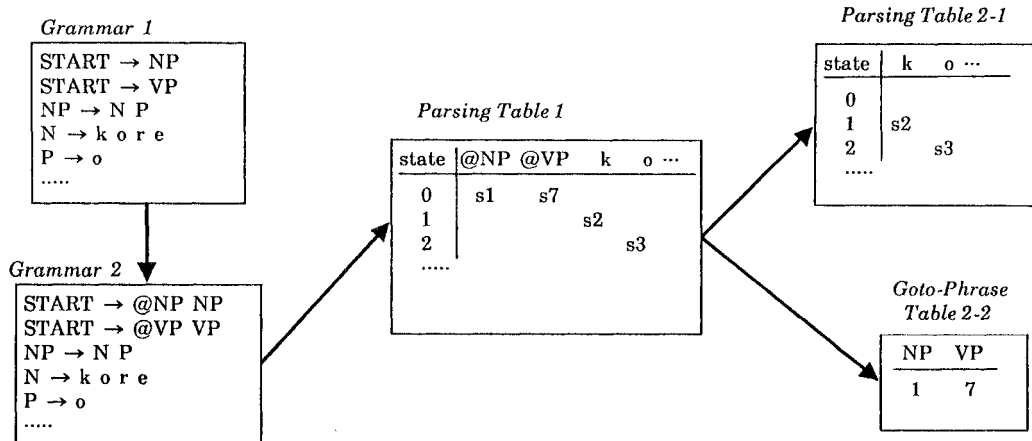 Grammar 1
START → NP
START → VP
NP → N P
N → k o r e
P → o
.....
Grammar 2
START → @NP NP
START → @VP VP
NP → N P
N → k o r e
P → o
.....
Parsing Table 1
state @NP @VP k o ...
0 s1 s7
1 s2
2 s3
.....
Parsing Table 2-1
state k o ...
0
1 s2
2 s3
.....
Goto-Phrase
Table 2-2
NP VP
1 7